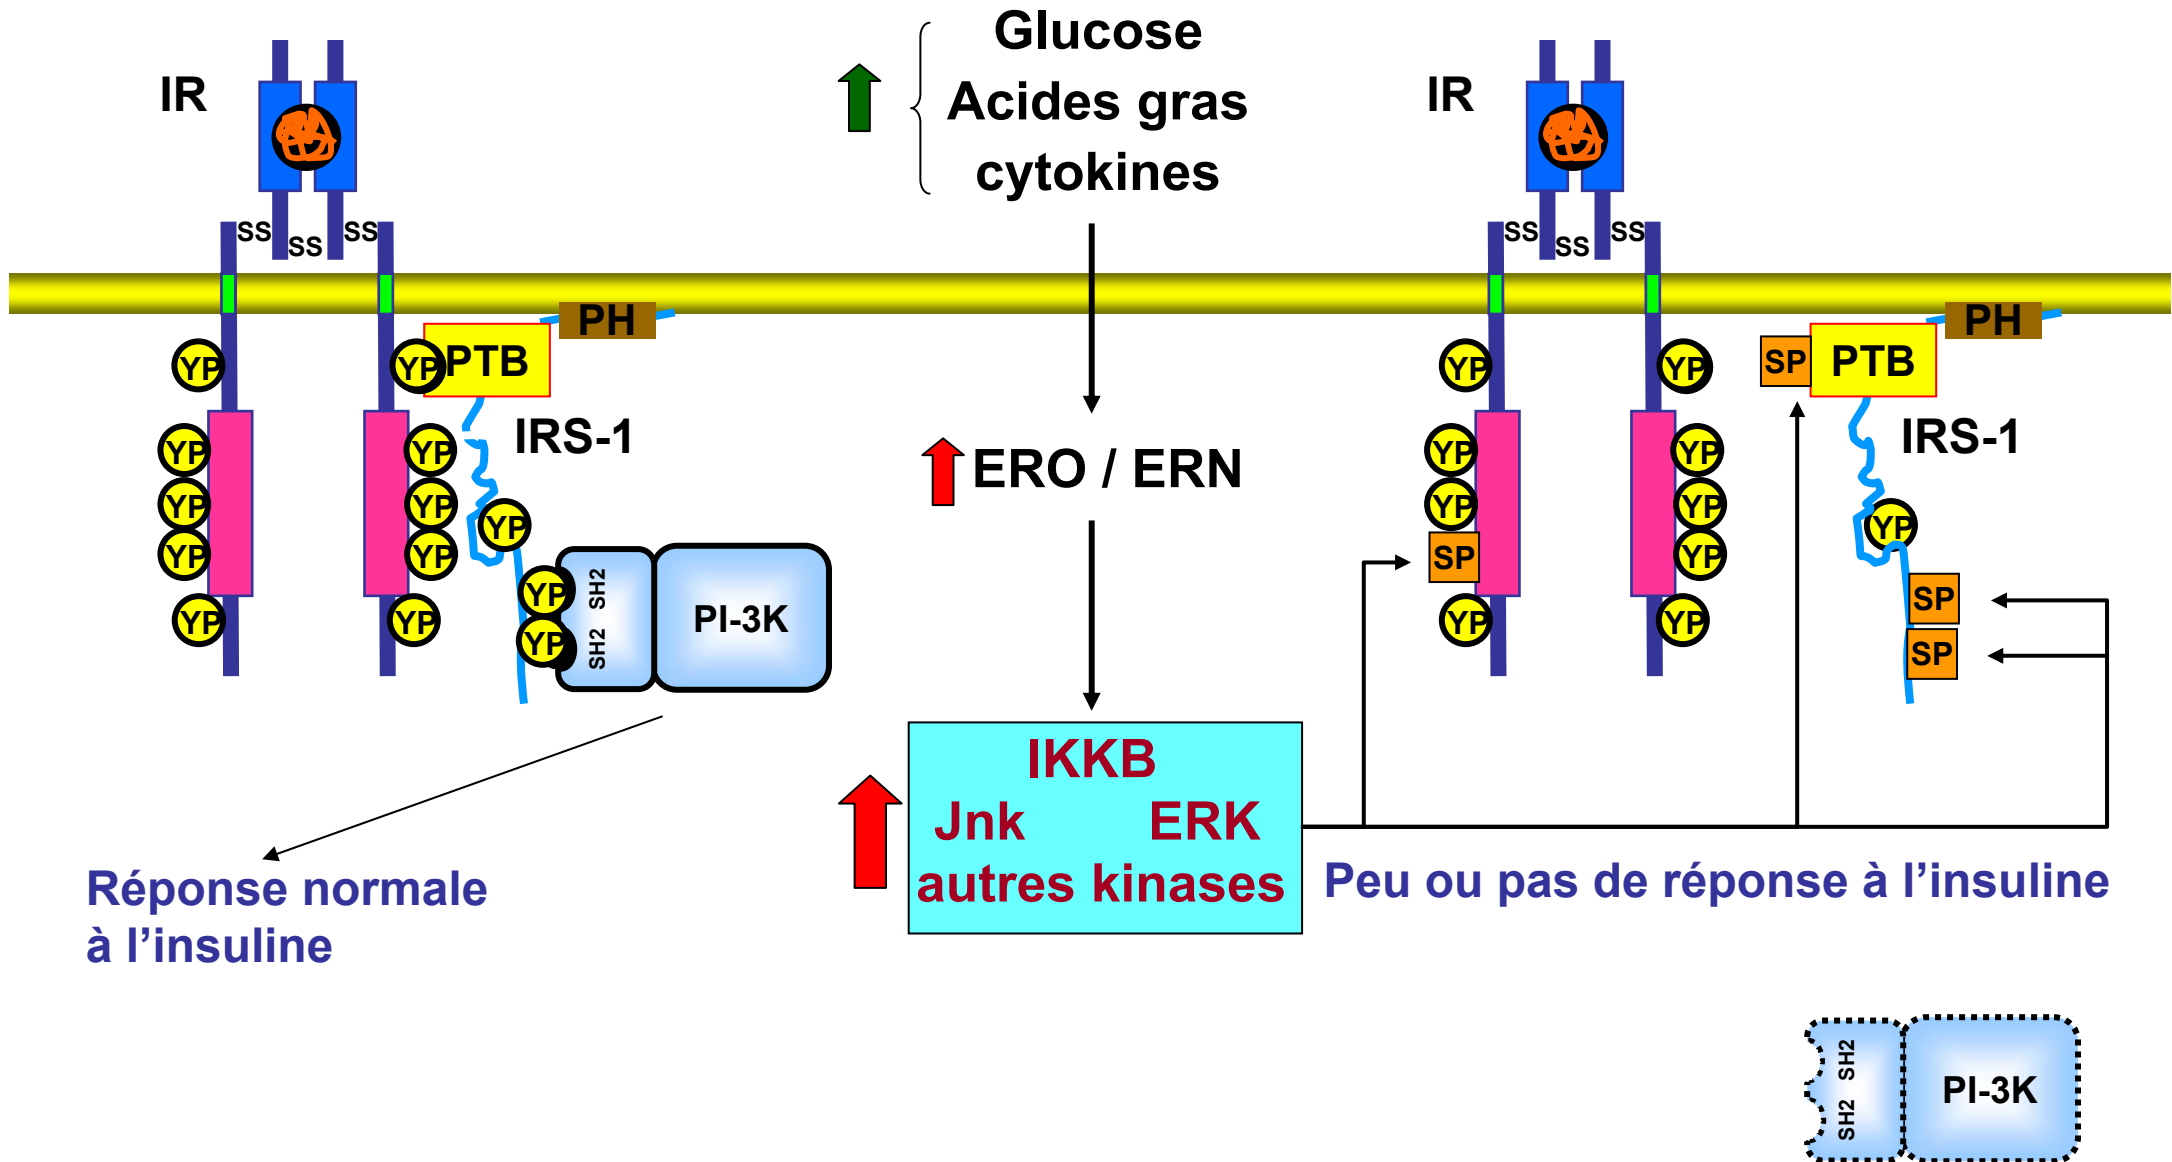 IR
SS
SS
SS
PH
PTB
YP
YP
IRS-1
YP
YP
YP
YP
YP
YP
YP
YP
YP
YP
YP
SH2
SH2
PI-3K
Réponse normale
à l’insuline
Glucose
Acides gras
cytokines
ERO / ERN
IKKB
Jnk ERK
autres kinases
IR
SS
SS
SS
PH
YP
YP
SP
PTB
IRS-1
YP
YP
YP
YP
SP
YP
YP
YP
YP
SP
SP
Peu ou pas de réponse à l’insuline
SH2
SH2
PI-3K